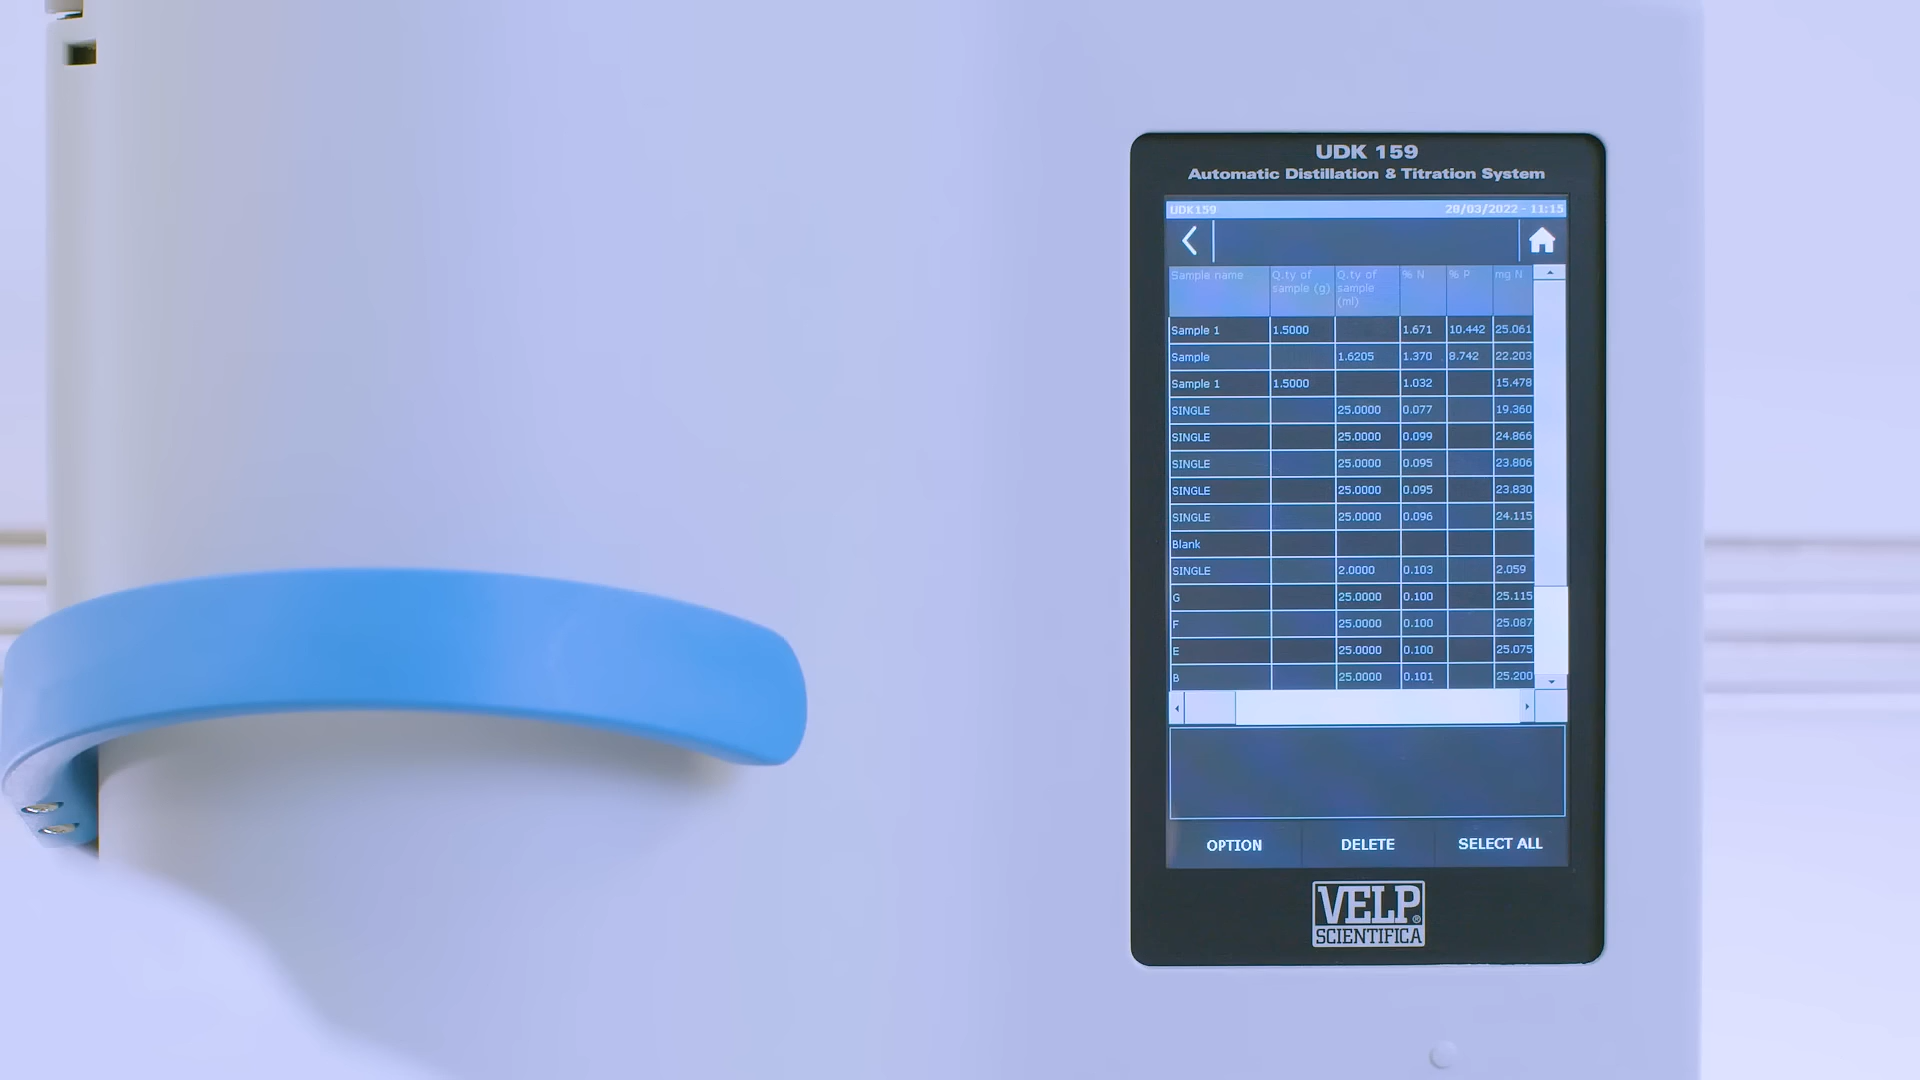 UDK 159
Automatic Distillation & Titration System
UDK159 28/03/2022 - 11:15
Sample name Q.ty of sample (g) Q.ty of sample (ml) % N % P mg N
Sample 1 1.5000 1.671 10.442 25.061
Sample 1.6205 1.370 8.742 22.203
Sample 1 1.5000 1.032 15.478
SINGLE 25.0000 0.077 19.360
SINGLE 25.0000 0.099 24.866
SINGLE 25.0000 0.095 23.806
SINGLE 25.0000 0.095 23.830
SINGLE 25.0000 0.096 24.115
Blank
SINGLE 2.0000 0.103 2.059
G 25.0000 0.100 25.115
F 25.0000 0.100 25.087
E 25.0000 0.100 25.075
B 25.0000 0.101 25.200
OPTION DELETE SELECT ALL
VELP®
SCIENTIFICA